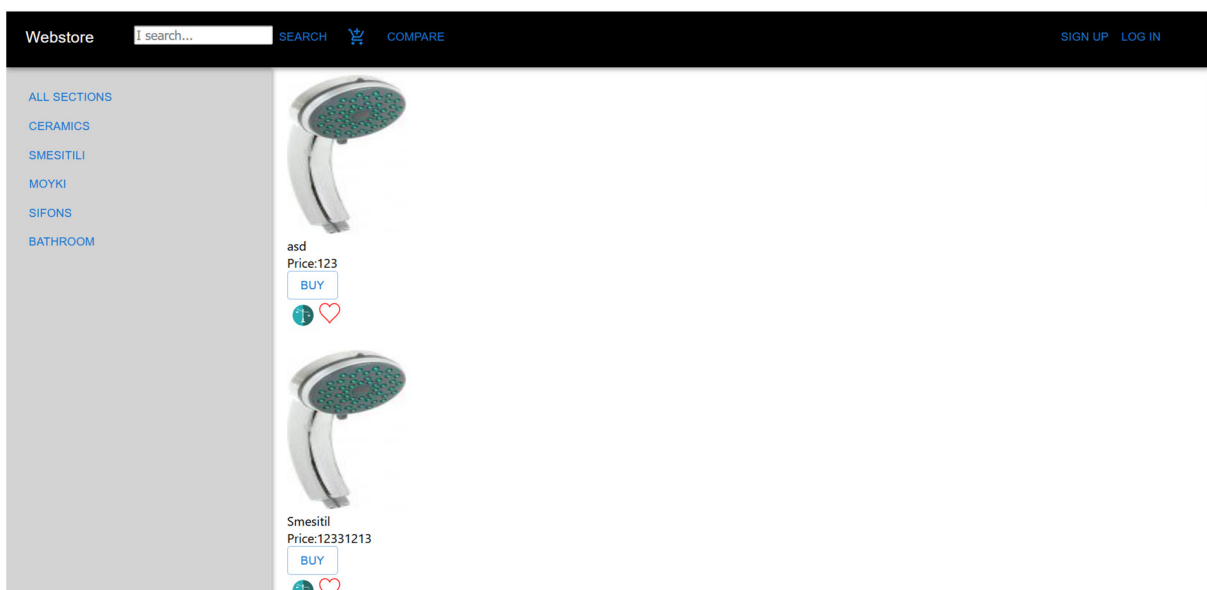 Webstore I search... SEARCH COMPARE SIGN UP LOG IN
ALL SECTIONS
CERAMICS
SMESITILI
MOYKI
SIFONS
BATHROOM
asd
Price:123
BUY
Smesitil
Price:12331213
BUY